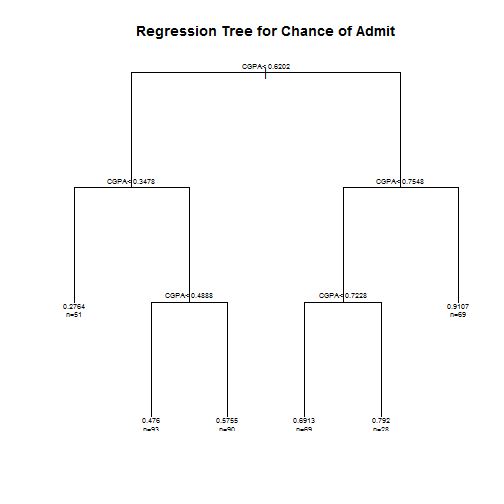 Regression Tree for Chance of Admit
CGPA< 0.6202
CGPA< 0.3478
CGPA< 0.7548
CGPA< 0.4888
CGPA< 0.7228
0.2764
n=51
0.9107
n=69
0.476
n=93
0.5755
n=90
0.6913
n=69
0.792
n=28